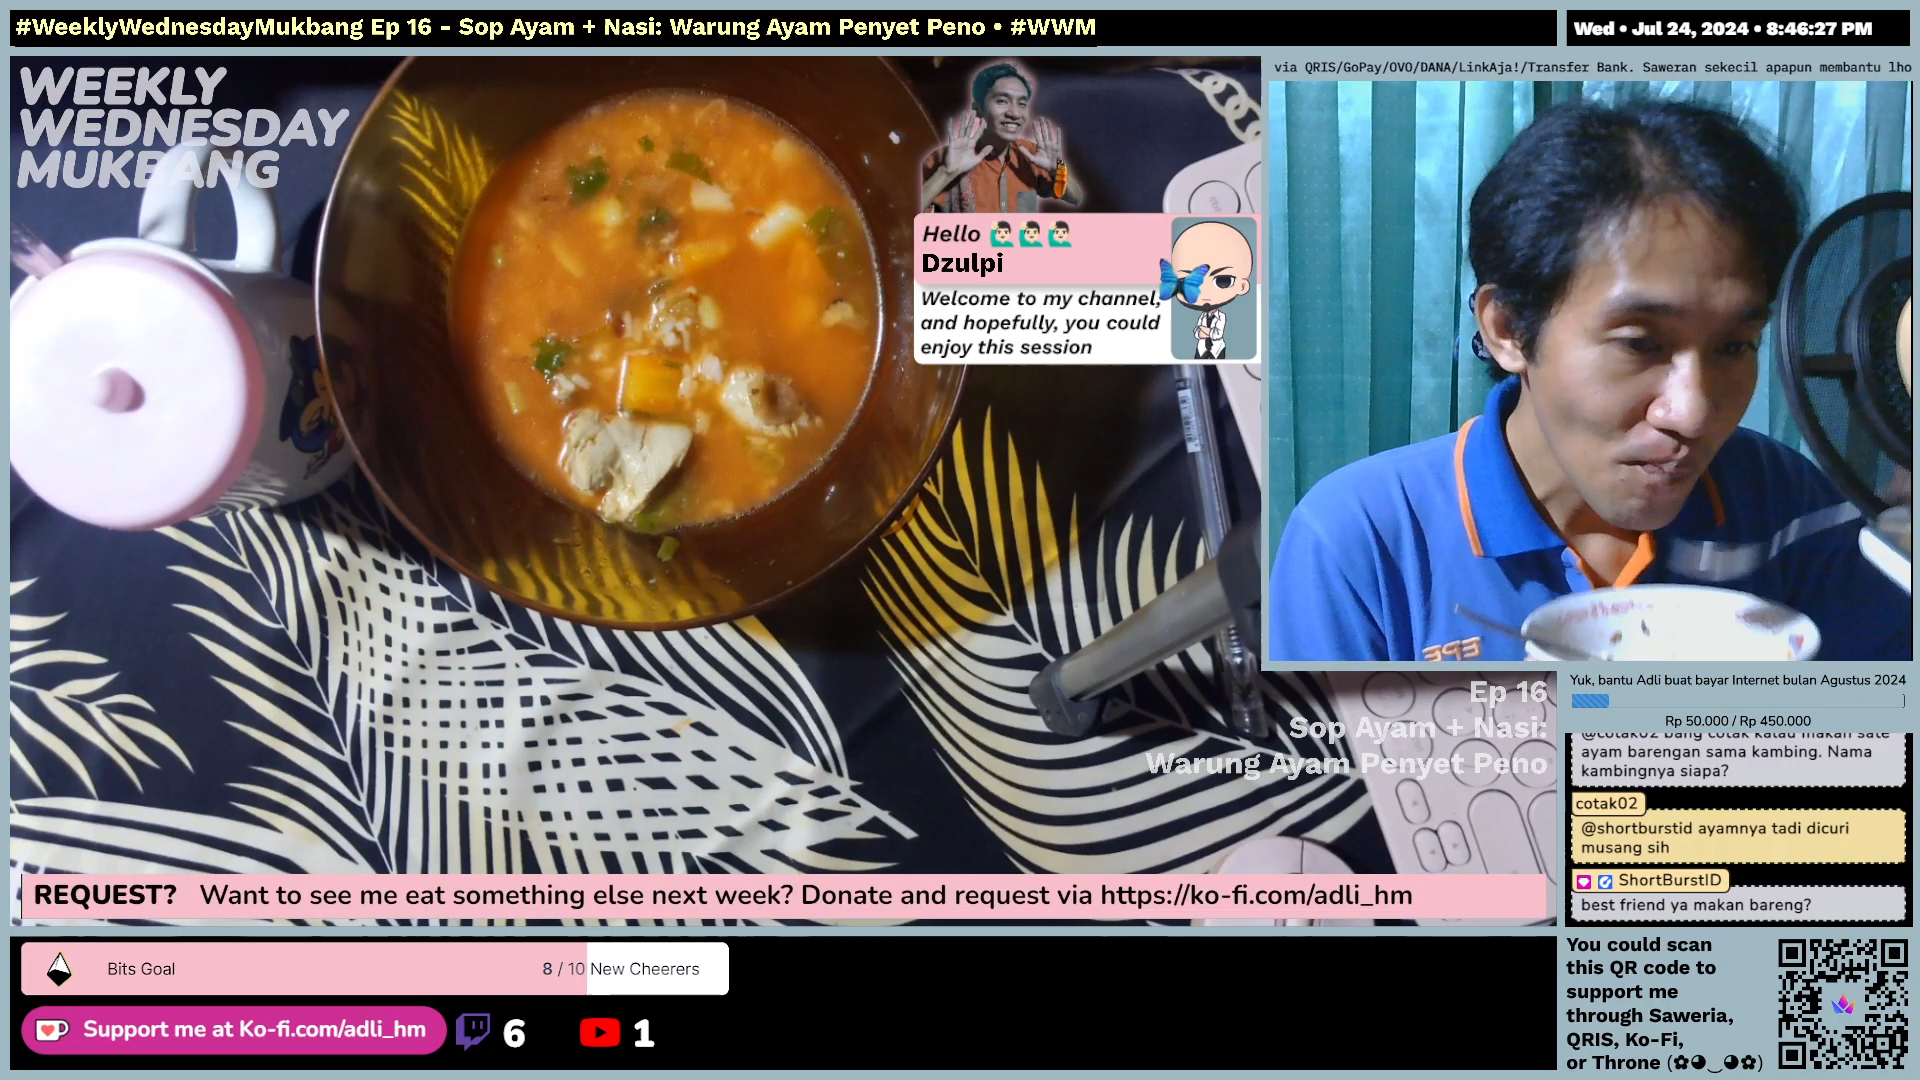 #WeeklyWednesdayMukbang Ep 16 - Sop Ayam + Nasi: Warung Ayam Penyet Peno • #WWM
Wed • Jul 24, 2024 • 8:46:27 PM
via QRIS/GoPay/OVO/DANA/LinkAja!/Transfer Bank. Saweran sekecil apapun membantu lho
WEEKLY
WEDNESDAY
MUKBANG
Hello 🙋🏻‍♂️🙋🏻‍♂️🙋🏻‍♂️
Dzulpi
Welcome to my channel,
and hopefully, you could
enjoy this session
393
Ep 16
Sop Ayam + Nasi:
Warung Ayam Penyet Peno
Yuk, bantu Adli buat bayar Internet bulan Agustus 2024
Rp 50.000 / Rp 450.000
@cotak02 bang cotak kalau makan sate
ayam barengan sama kambing. Nama
kambingnya siapa?
cotak02
@shortburstid ayamnya tadi dicuri
musang sih
ShortBurstID
best friend ya makan bareng?
REQUEST? Want to see me eat something else next week? Donate and request via https://ko-fi.com/adli_hm
Bits Goal
8 / 10 New Cheerers
Support me at Ko-fi.com/adli_hm
6
1
You could scan
this QR code to
support me
through Saweria,
QRIS, Ko-Fi,
or Throne (✿◕‿◕✿)